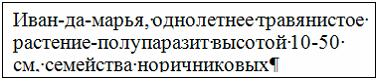 Иван-да-марья, однолетнее травянистое
растение-полупаразит высотой 10-50
см, семейства норичниковых¶